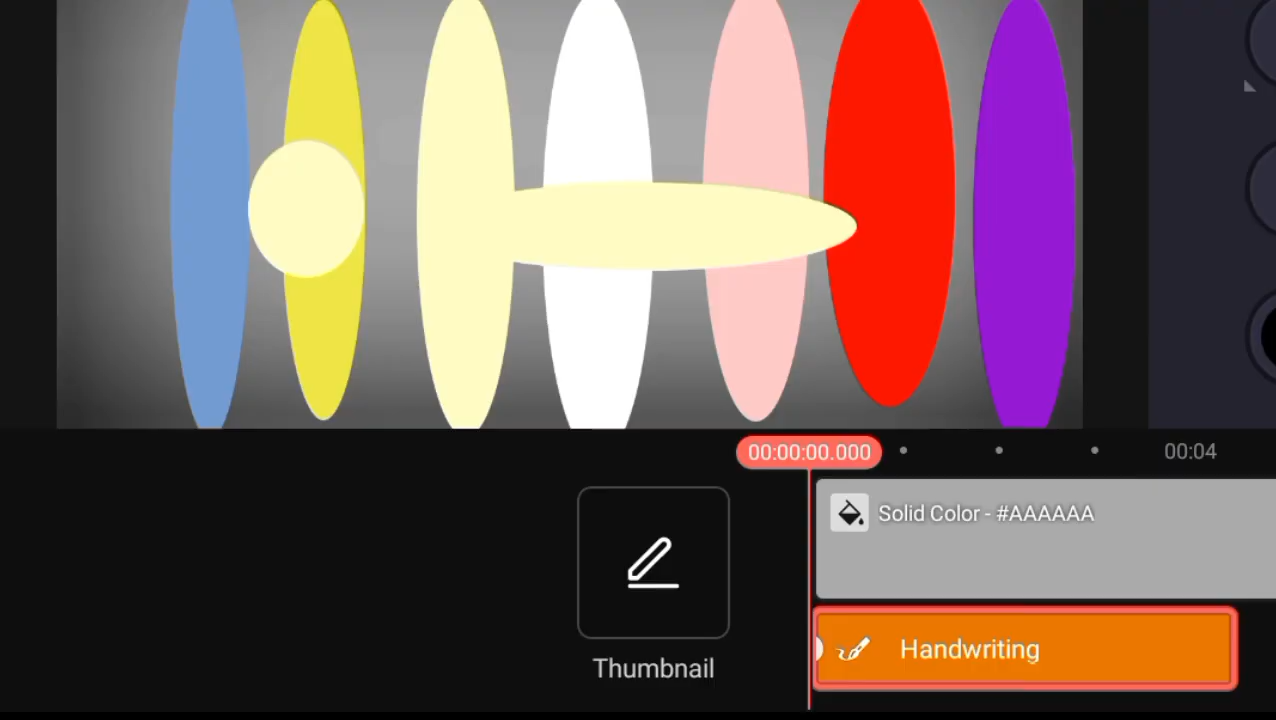 00:00:00.000
00:04
Solid Color - #AAAAAA
Handwriting
Thumbnail